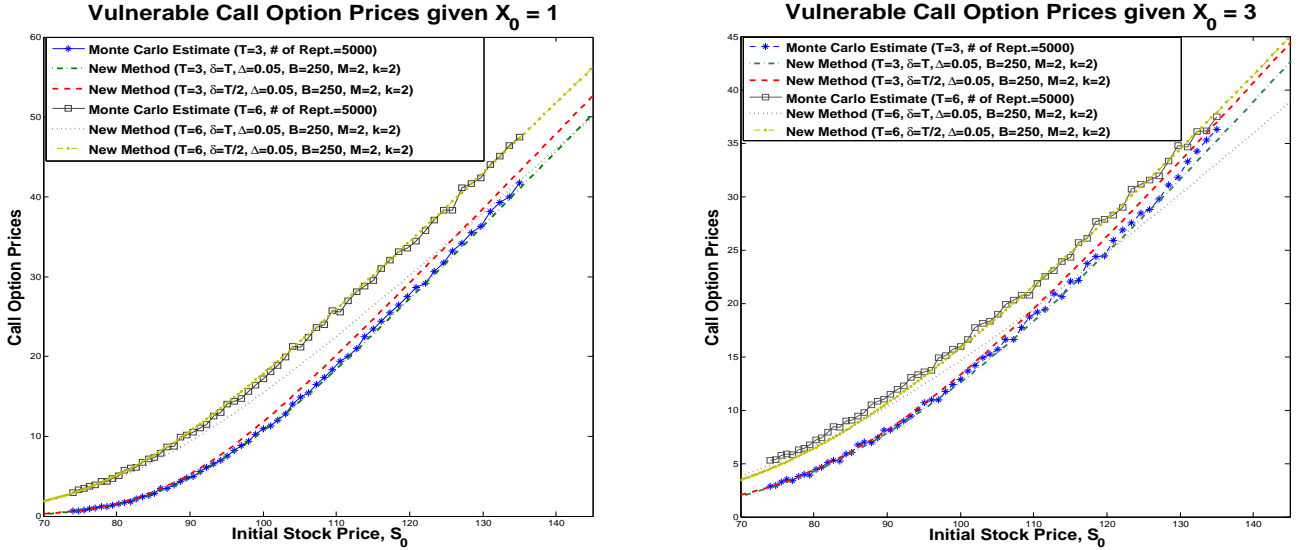 Vulnerable Call Option Prices given X_0 = 1
60
50
40
30
20
10
0
Call Option Prices
Monte Carlo Estimate (T=3, # of Rept.=5000)
New Method (T=3, δ=T, Δ=0.05, B=250, M=2, k=2)
New Method (T=3, δ=T/2, Δ=0.05, B=250, M=2, k=2)
Monte Carlo Estimate (T=6, # of Rept.=5000)
New Method (T=6, δ=T, Δ=0.05, B=250, M=2, k=2)
New Method (T=6, δ=T/2, Δ=0.05, B=250, M=2, k=2)
70 80 90 100 110 120 130 140
Initial Stock Price, S_0
Vulnerable Call Option Prices given X_0 = 3
45
40
35
30
25
20
15
10
5
0
Call Option Prices
Monte Carlo Estimate (T=3, # of Rept.=5000)
New Method (T=3, δ=T, Δ=0.05, B=250, M=2, k=2)
New Method (T=3, δ=T/2, Δ=0.05, B=250, M=2, k=2)
Monte Carlo Estimate (T=6, # of Rept.=5000)
New Method (T=6, δ=T, Δ=0.05, B=250, M=2, k=2)
New Method (T=6, δ=T/2, Δ=0.05, B=250, M=2, k=2)
70 80 90 100 110 120 130 140
Initial Stock Price, S_0